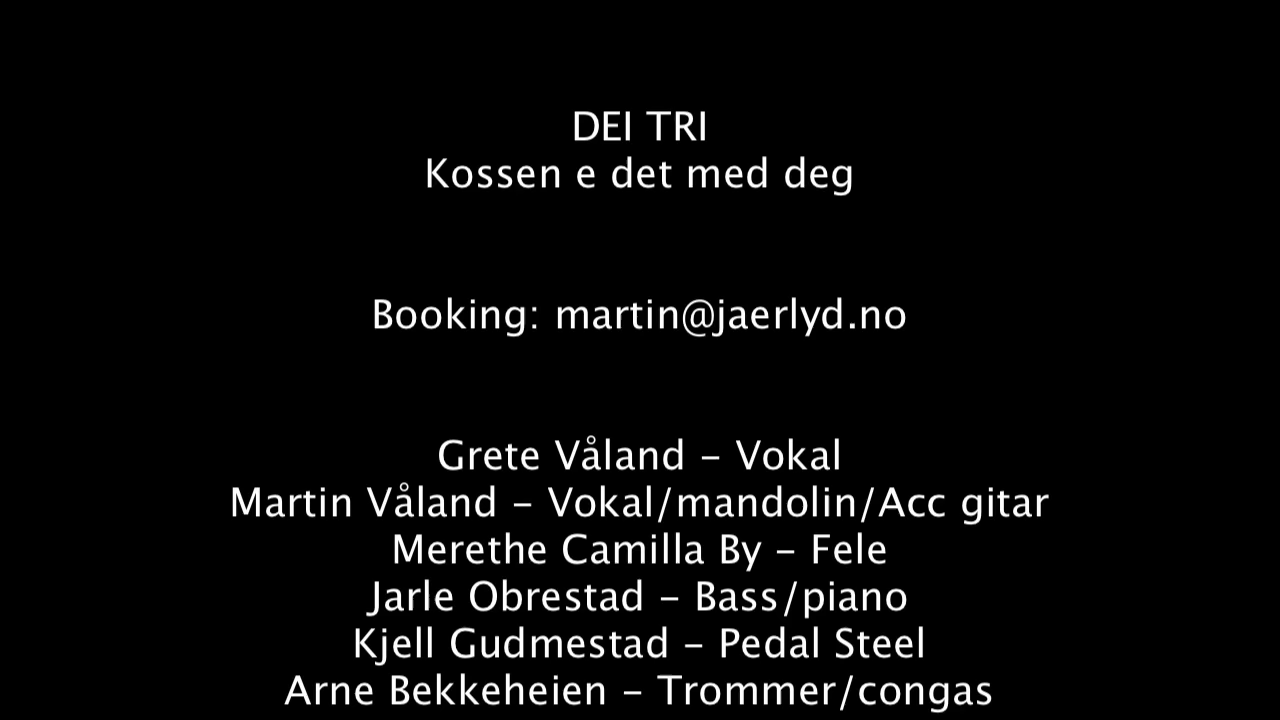 DEI TRI
Kossen e det med deg
Booking: martin@jaerlyd.no
Grete Våland – Vokal
Martin Våland – Vokal/mandolin/Acc gitar
Merethe Camilla By – Fele
Jarle Obrestad – Bass/piano
Kjell Gudmestad – Pedal Steel
Arne Bekkeheien – Trommer/congas